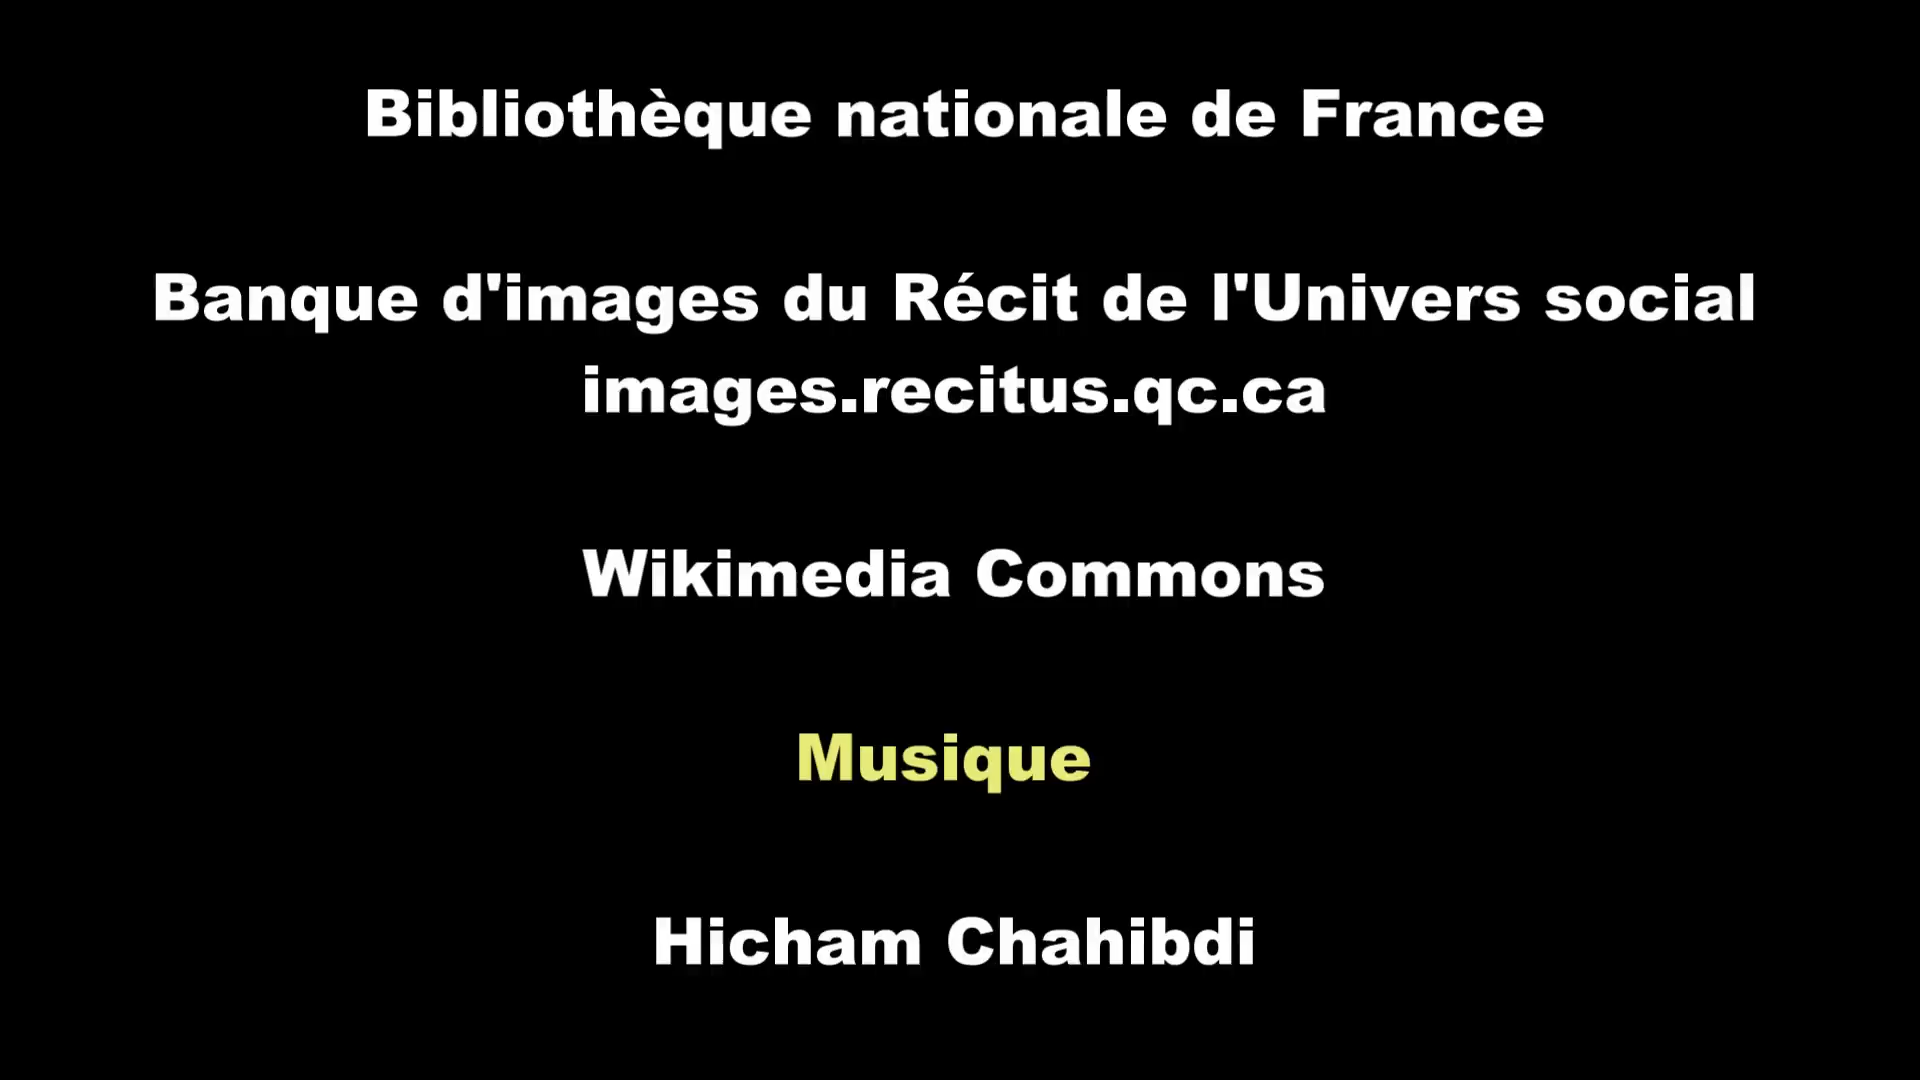 Bibliothèque nationale de France
Banque d'images du Récit de l'Univers social
images.recitus.qc.ca
Wikimedia Commons
Musique
Hicham Chahibdi